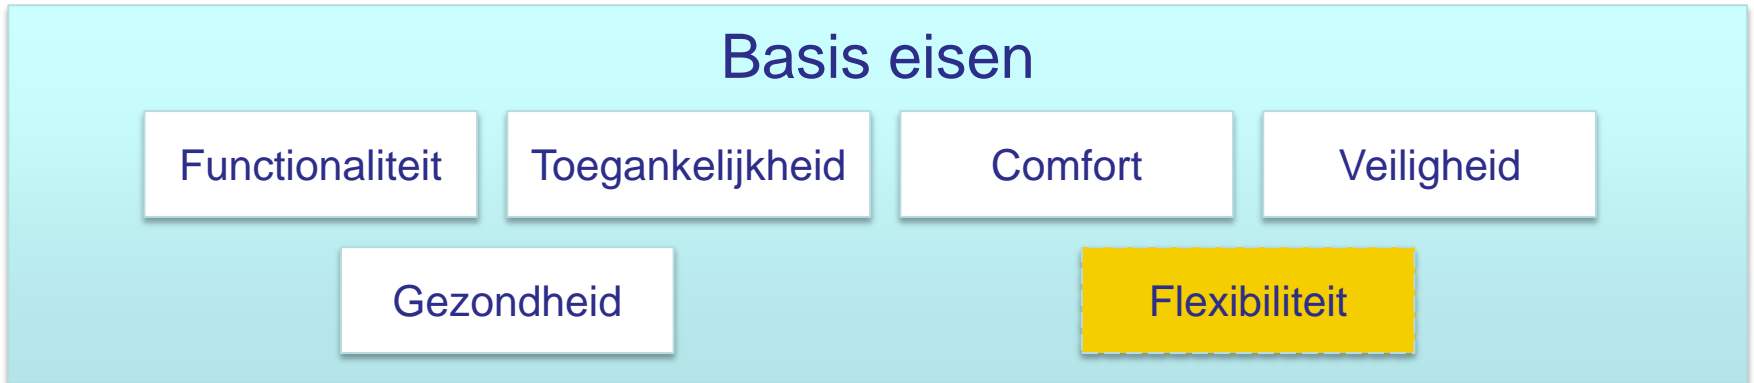 Basis eisen
Functionaliteit
Toegankelijkheid
Comfort
Veiligheid
Gezondheid
Flexibiliteit